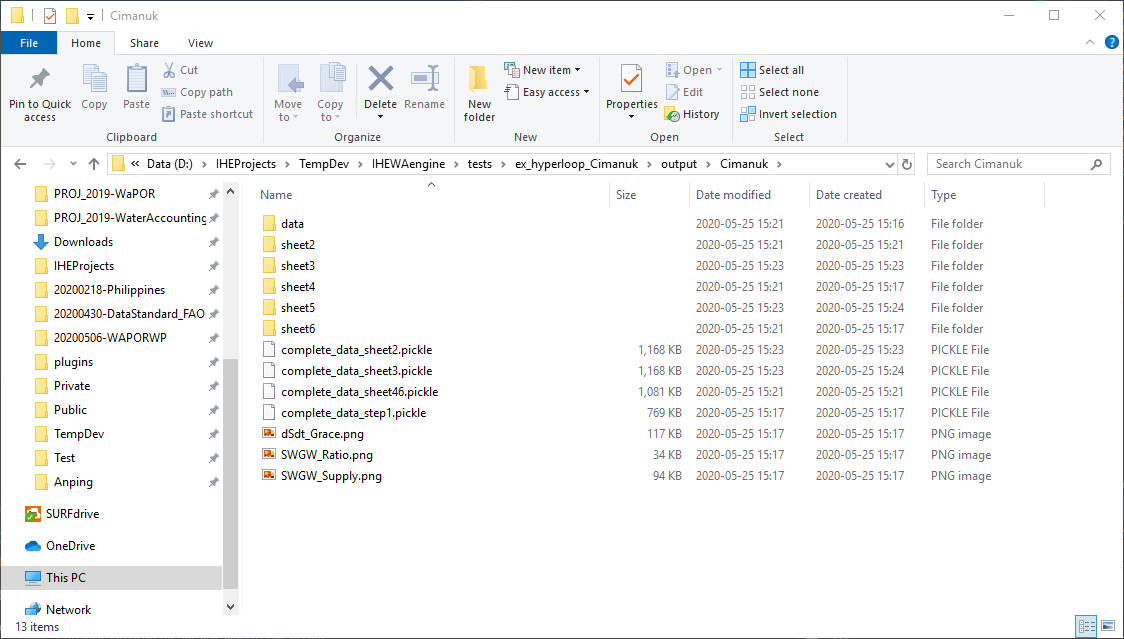 Cimanuk
File Home Share View
Pin to Quick access
Copy
Paste
Cut
Copy path
Paste shortcut
Clipboard
Move to
Copy to
Delete
Rename
Organize
New folder
New item
Easy access
New
Properties
Open
Edit
History
Open
Select all
Select none
Invert selection
Select
« Data (D:) > IHEProjects > TempDev > IHEWAengine > tests > ex_hyperloop_Cimanuk > output > Cimanuk >
Search Cimanuk
PROJ_2019-WaPOR
PROJ_2019-WaterAccounting
Downloads
IHEProjects
20200218-Philippines
20200430-DataStandard_FAO
20200506-WAPORWP
plugins
Private
Public
TempDev
Test
Anping
SURFdrive
OneDrive
This PC
Network
Name Size Date modified Date created Type
data 2020-05-25 15:21 2020-05-25 15:16 File folder
sheet2 2020-05-25 15:21 2020-05-25 15:21 File folder
sheet3 2020-05-25 15:23 2020-05-25 15:23 File folder
sheet4 2020-05-25 15:21 2020-05-25 15:17 File folder
sheet5 2020-05-25 15:23 2020-05-25 15:24 File folder
sheet6 2020-05-25 15:21 2020-05-25 15:17 File folder
complete_data_sheet2.pickle 1,168 KB 2020-05-25 15:23 2020-05-25 15:23 PICKLE File
complete_data_sheet3.pickle 1,168 KB 2020-05-25 15:23 2020-05-25 15:24 PICKLE File
complete_data_sheet46.pickle 1,081 KB 2020-05-25 15:21 2020-05-25 15:21 PICKLE File
complete_data_step1.pickle 769 KB 2020-05-25 15:17 2020-05-25 15:17 PICKLE File
dSdt_Grace.png 117 KB 2020-05-25 15:17 2020-05-25 15:17 PNG image
SWGW_Ratio.png 34 KB 2020-05-25 15:17 2020-05-25 15:17 PNG image
SWGW_Supply.png 94 KB 2020-05-25 15:17 2020-05-25 15:17 PNG image
13 items